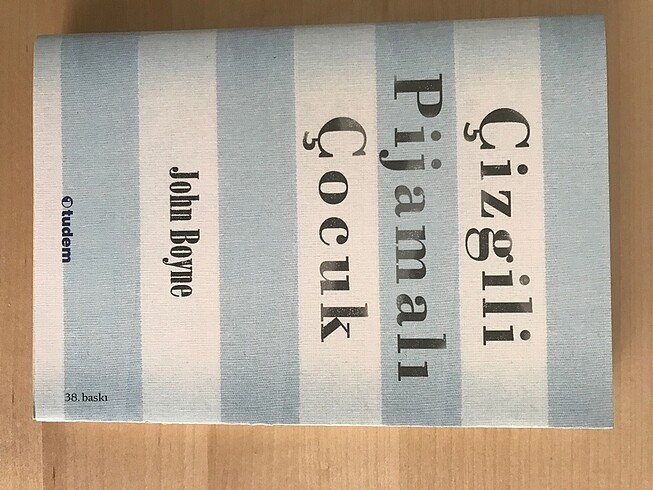 Çizgili
Pijamalı
Çocuk
John Boyne
tudem
38. baskı